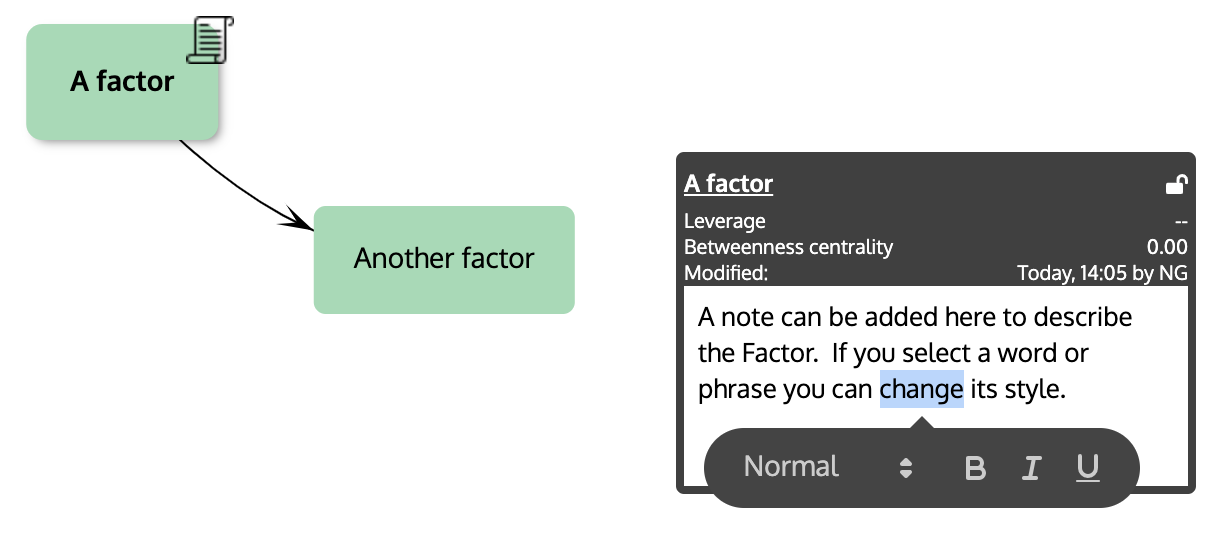 A factor
Another factor
A factor
Leverage --
Betweenness centrality 0.00
Modified: Today, 14:05 by NG
A note can be added here to describe
the Factor.  If you select a word or
phrase you can change its style.
Normal B I U